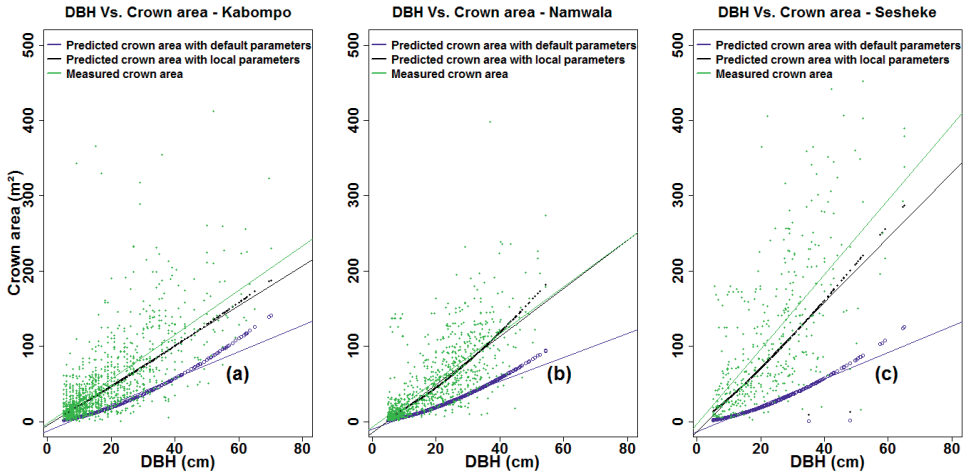 DBH Vs. Crown area - Kabompo
DBH Vs. Crown area - Namwala
DBH Vs. Crown area - Sesheke
Crown area (m²)
500
400
300
200
100
0
Predicted crown area with default parameters
Predicted crown area with local parameters
Measured crown area
(a)
0 20 40 60 80
DBH (cm)
500
400
300
200
100
0
Predicted crown area with default parameters
Predicted crown area with local parameters
Measured crown area
(b)
0 20 40 60 80
DBH (cm)
500
400
300
200
100
0
Predicted crown area with default parameters
Predicted crown area with local parameters
Measured crown area
(c)
0 20 40 60 80
DBH (cm)